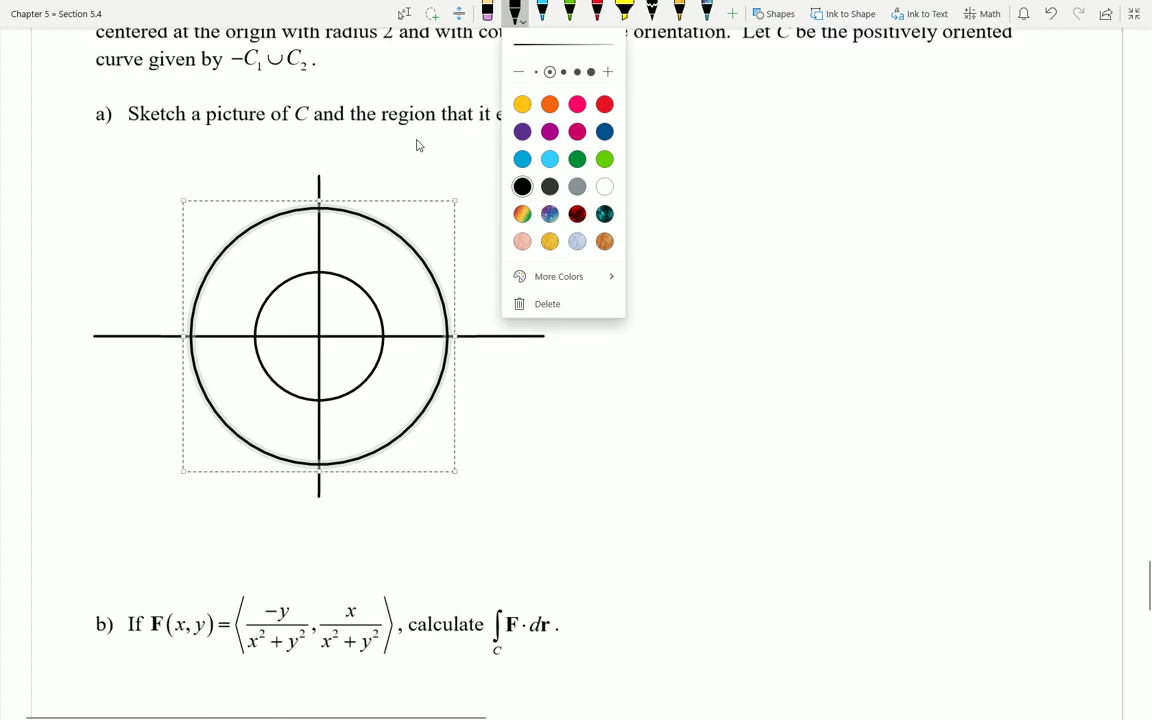 Chapter 5 » Section 5.4
Shapes
Ink to Shape
Ink to Text
Math
centered at the origin with radius 2 and with cou
e orientation. Let C be the positively oriented
curve given by −C₁ ∪ C₂ .
a) Sketch a picture of C and the region that it e
More Colors
Delete
b) If F(x, y) = ⟨ −y / x² + y² , x / x² + y² ⟩, calculate ∫_C F · dr .